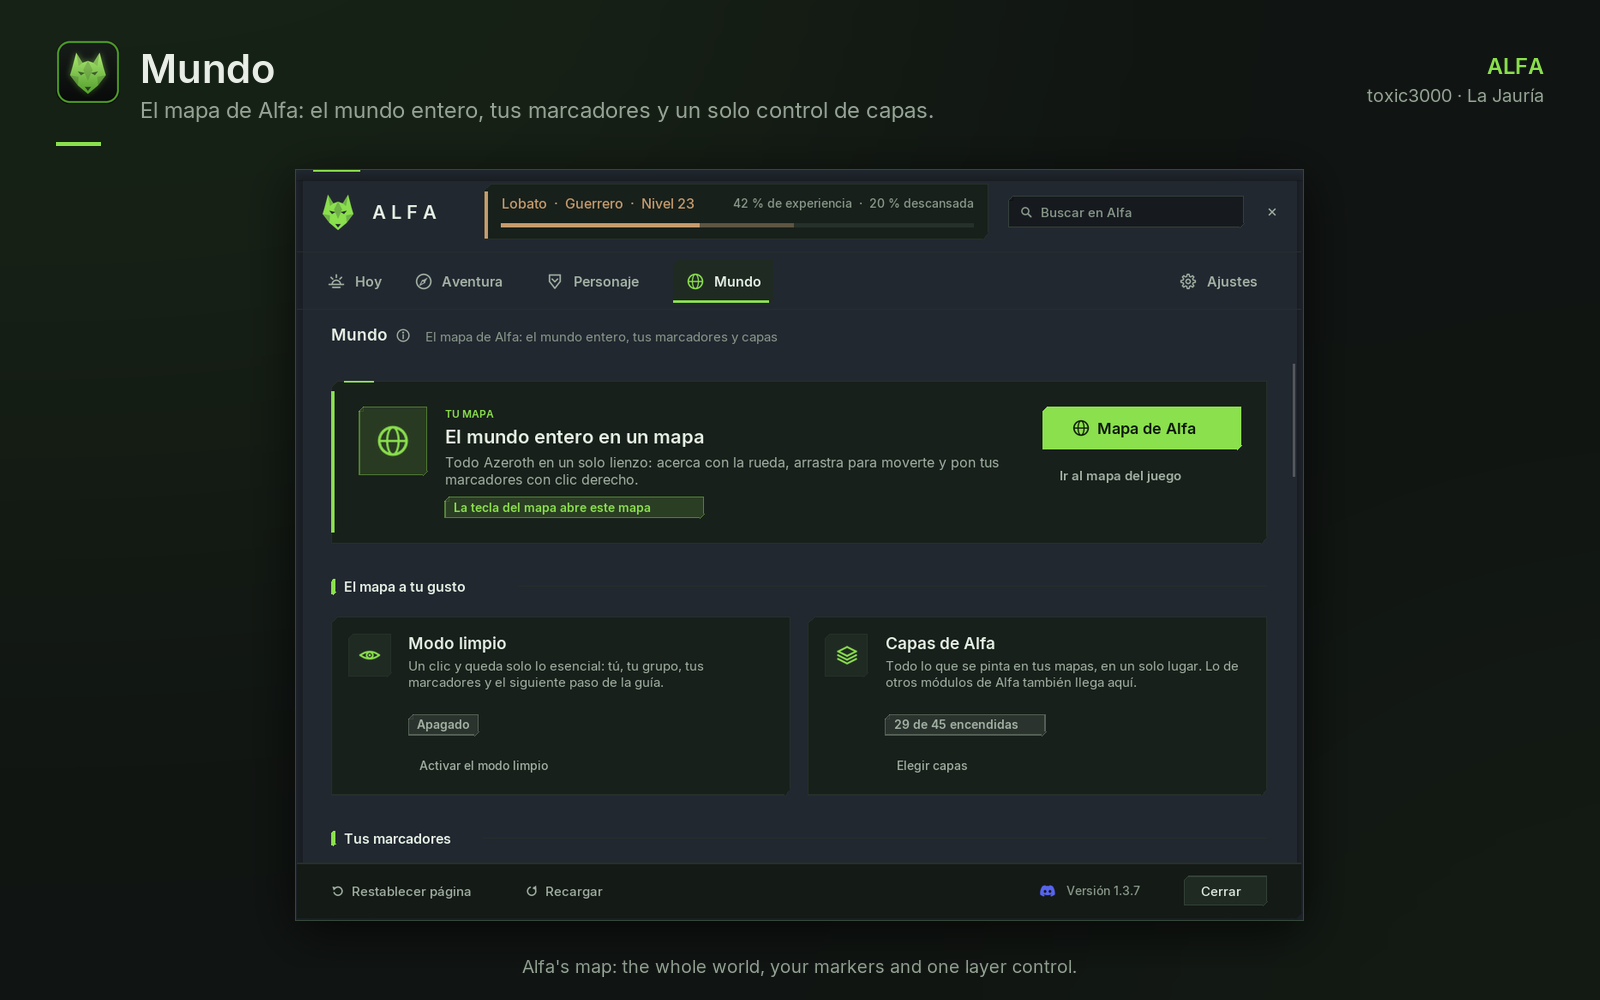 Mundo
El mapa de Alfa: el mundo entero, tus marcadores y un solo control de capas.
ALFA
toxic3000 · La Jauría
ALFA
Lobato · Guerrero · Nivel 23
42 % de experiencia · 20 % descansada
Buscar en Alfa
×
Hoy
Aventura
Personaje
Mundo
Ajustes
Mundo
El mapa de Alfa: el mundo entero, tus marcadores y capas
TU MAPA
El mundo entero en un mapa
Todo Azeroth en un solo lienzo: acerca con la rueda, arrastra para moverte y pon tus
marcadores con clic derecho.
La tecla del mapa abre este mapa
Mapa de Alfa
Ir al mapa del juego
El mapa a tu gusto
Modo limpio
Un clic y queda solo lo esencial: tú, tu grupo, tus
marcadores y el siguiente paso de la guía.
Apagado
Activar el modo limpio
Capas de Alfa
Todo lo que se pinta en tus mapas, en un solo lugar. Lo de
otros módulos de Alfa también llega aquí.
29 de 45 encendidas
Elegir capas
Tus marcadores
Restablecer página
Recargar
Versión 1.3.7
Cerrar
Alfa's map: the whole world, your markers and one layer control.